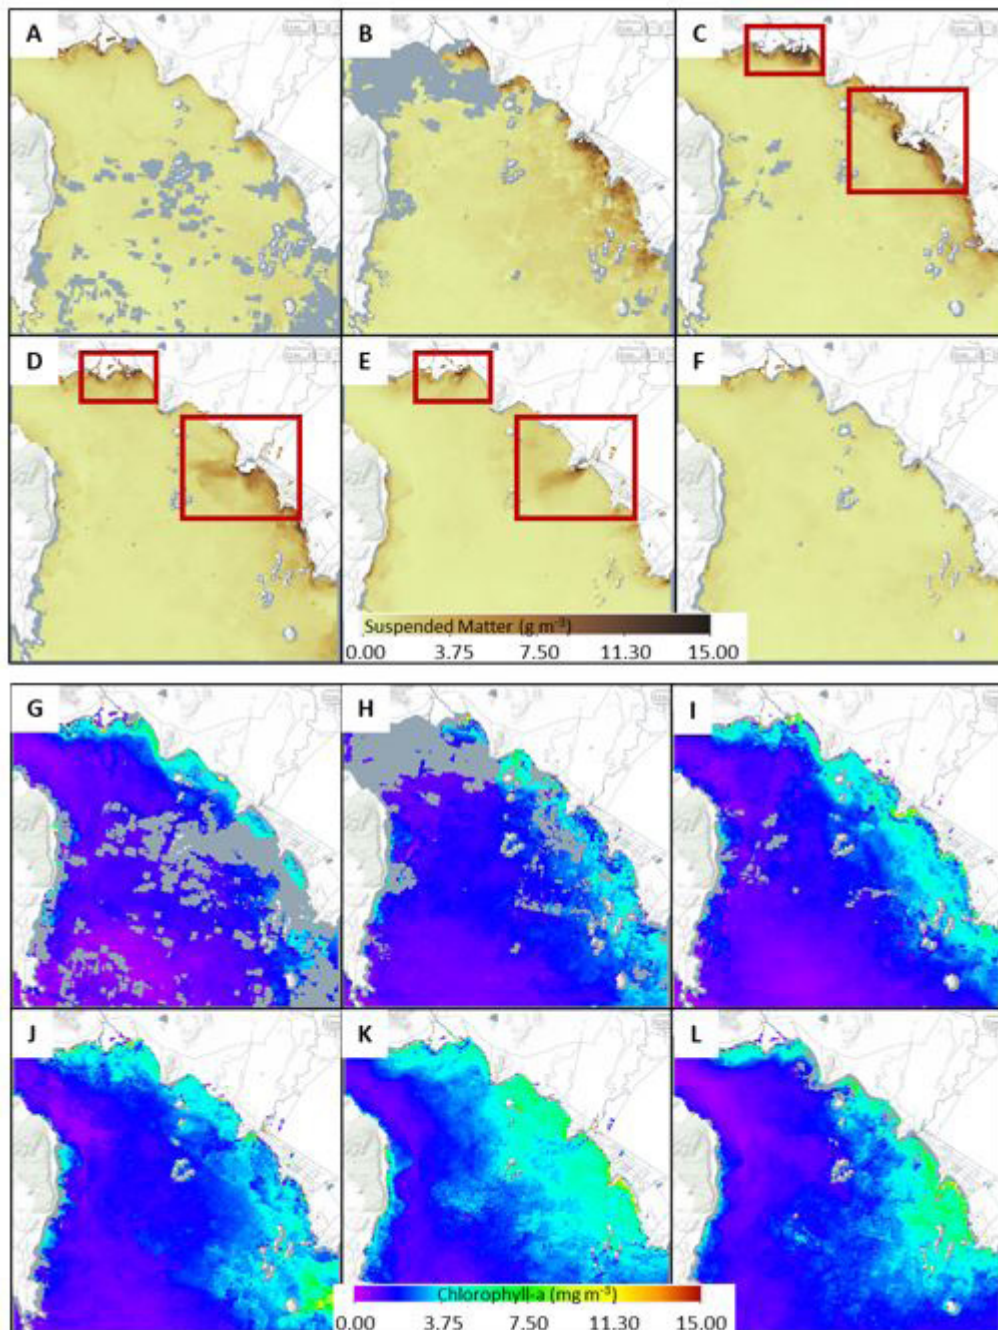 A
B
C
D
E
F
Suspended Matter (g m⁻³)
0.00 3.75 7.50 11.30 15.00
G
H
I
J
K
L
Chlorophyll-a (mg m⁻³)
0.00 3.75 7.50 11.30 15.00